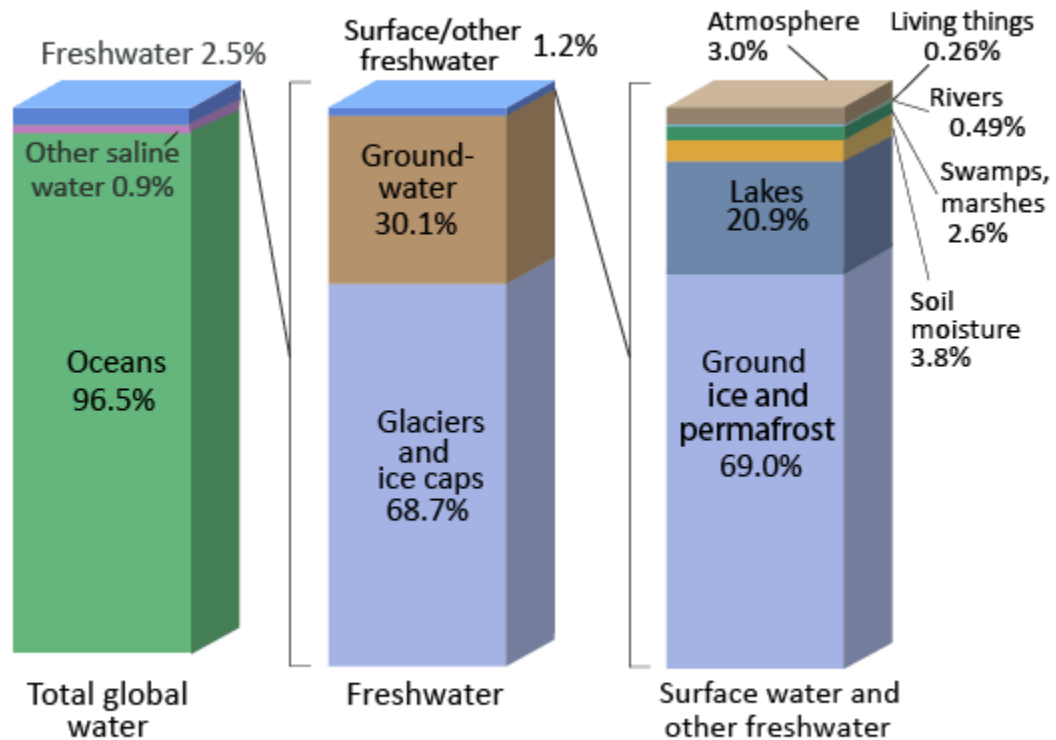 Freshwater 2.5%
Other saline
water 0.9%
Oceans
96.5%
Total global
water
Surface/other
freshwater
1.2%
Ground-
water
30.1%
Glaciers
and
ice caps
68.7%
Freshwater
Atmosphere
3.0%
Living things
0.26%
Rivers
0.49%
Swamps,
marshes
2.6%
Soil
moisture
3.8%
Lakes
20.9%
Ground
ice and
permafrost
69.0%
Surface water and
other freshwater